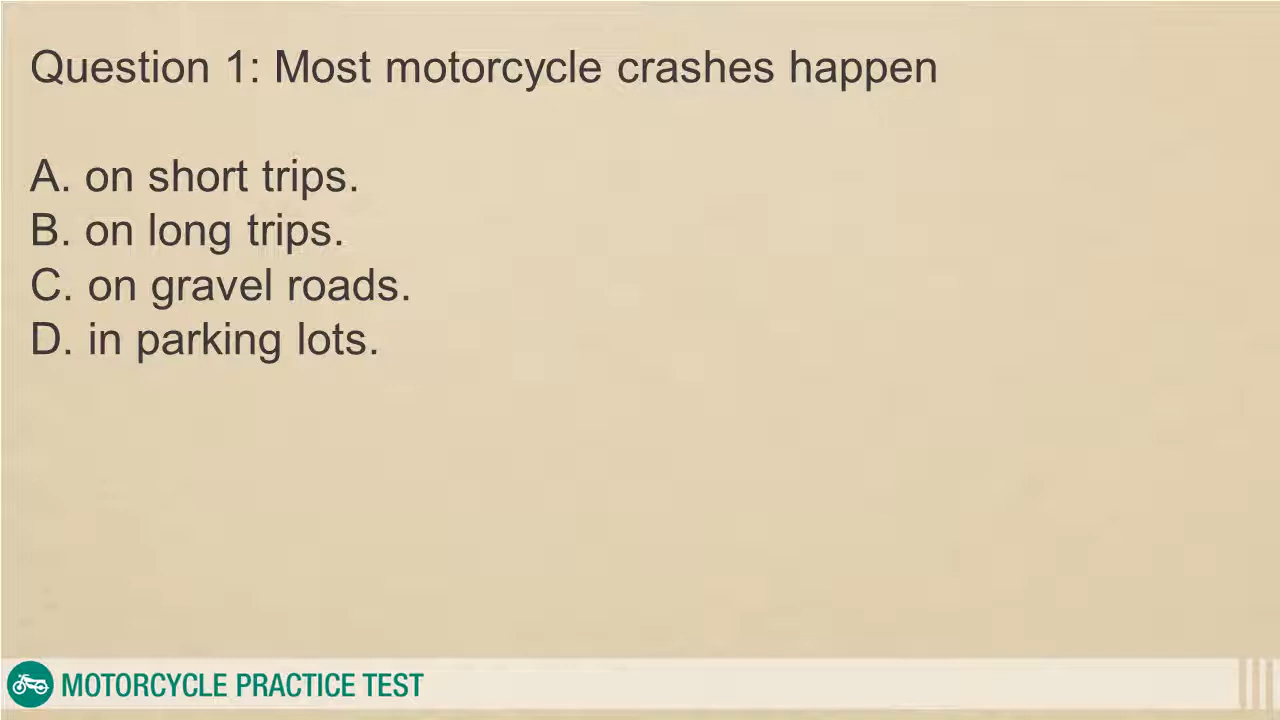 Question 1: Most motorcycle crashes happen
A. on short trips.
B. on long trips.
C. on gravel roads.
D. in parking lots.
MOTORCYCLE PRACTICE TEST